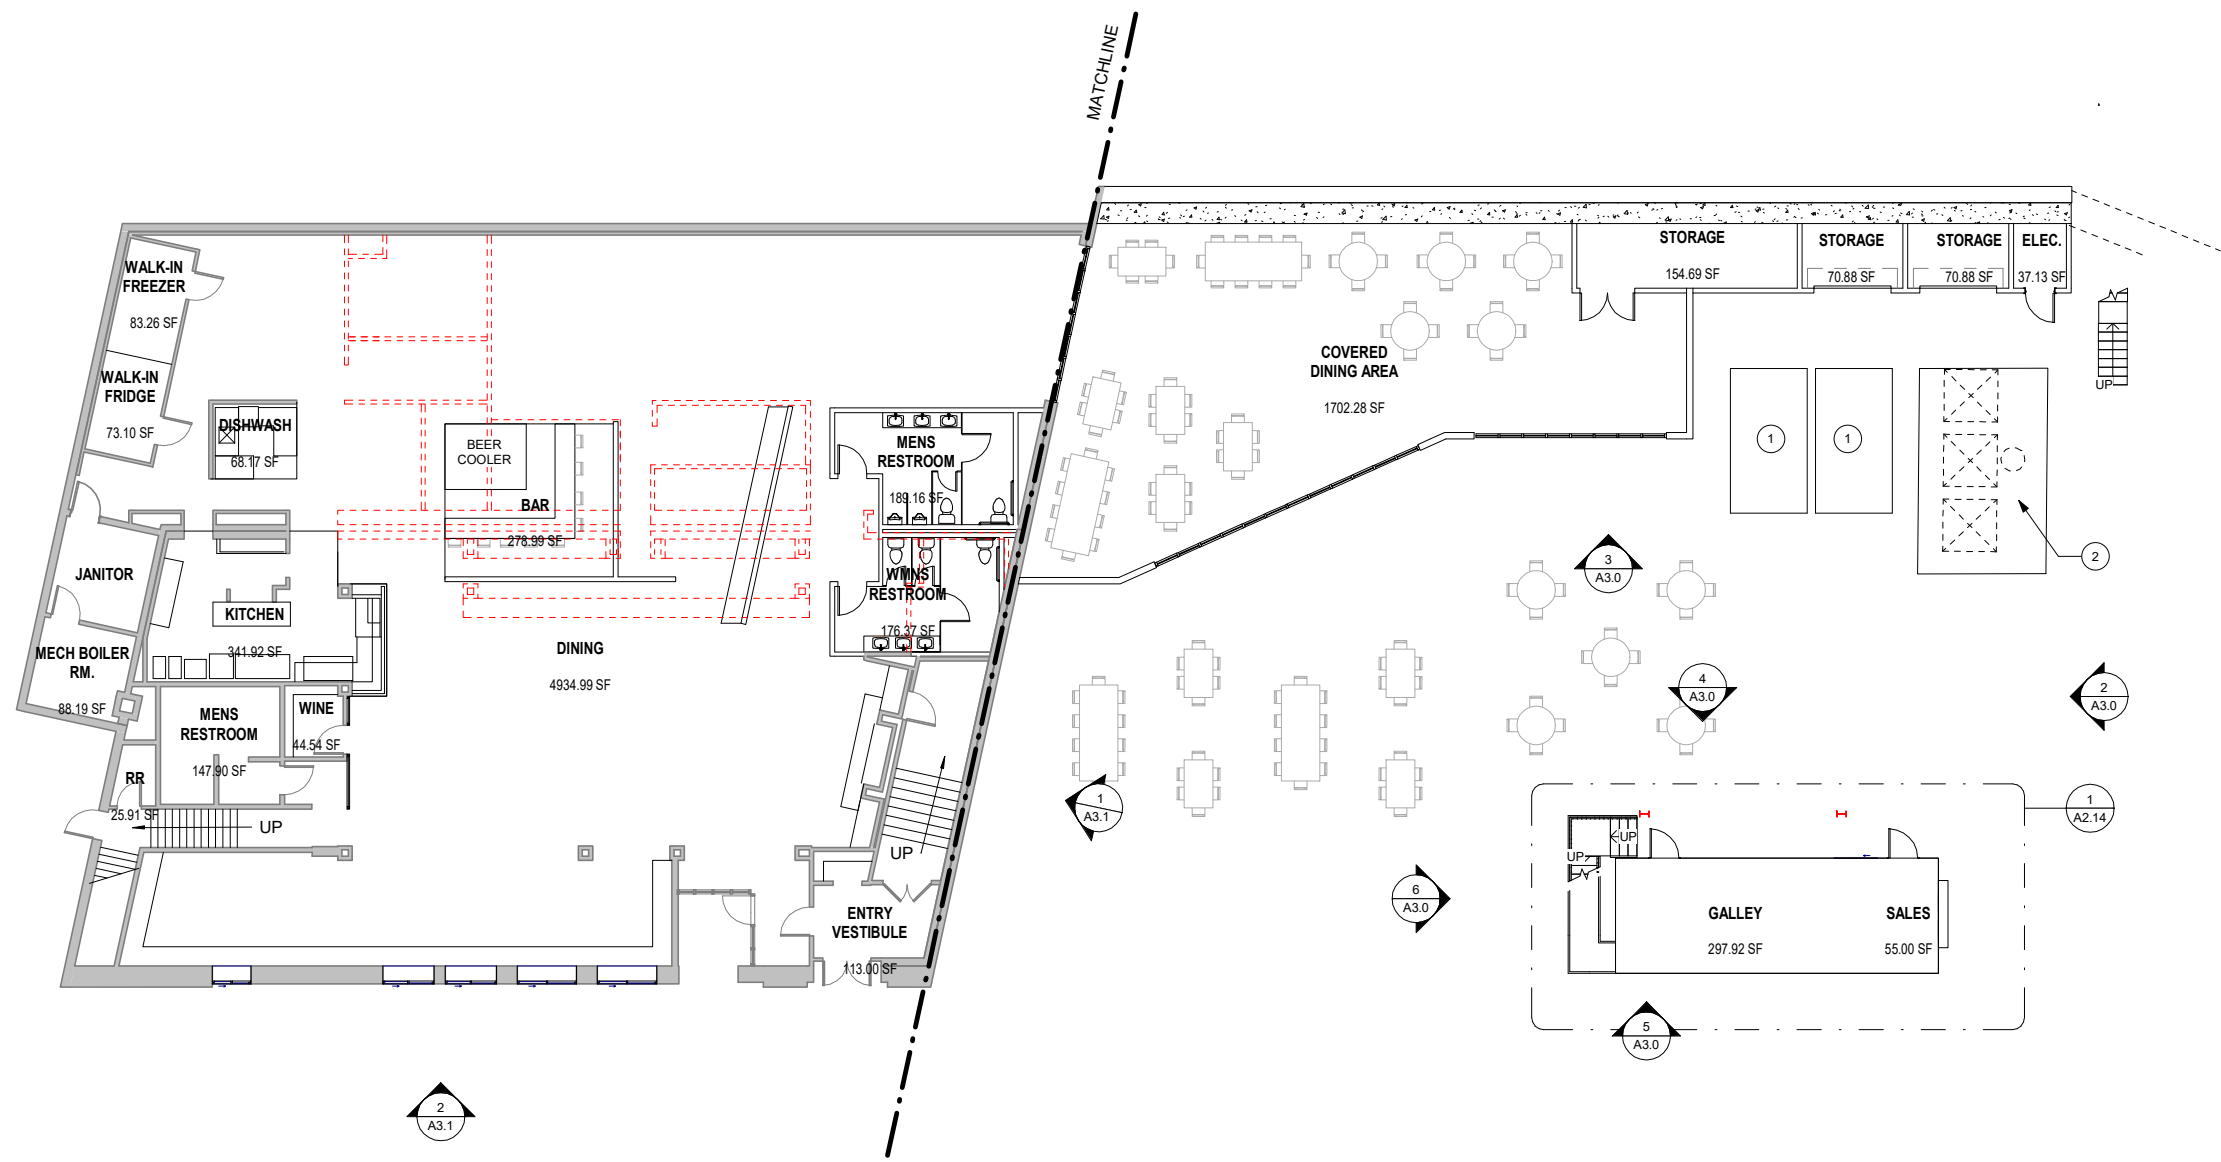 MATCHLINE
WALK-IN
FREEZER
83.26 SF
WALK-IN
FRIDGE
73.10 SF
DISHWASH
68.17 SF
BEER
COOLER
BAR
278.99 SF
MENS
RESTROOM
189.16 SF
WMNS
RESTROOM
176.37 SF
JANITOR
KITCHEN
341.92 SF
MECH BOILER
RM.
88.19 SF
MENS
RESTROOM
147.90 SF
WINE
44.54 SF
RR
25.91 SF
UP
DINING
4934.99 SF
UP
ENTRY
VESTIBULE
113.00 SF
2
A3.1
COVERED
DINING AREA
1702.28 SF
STORAGE
154.69 SF
STORAGE
70.88 SF
STORAGE
70.88 SF
ELEC.
37.13 SF
UP
1
1
2
3
A3.0
4
A3.0
2
A3.0
1
A3.1
1
A2.14
6
A3.0
UP
UP
GALLEY
297.92 SF
SALES
55.00 SF
5
A3.0